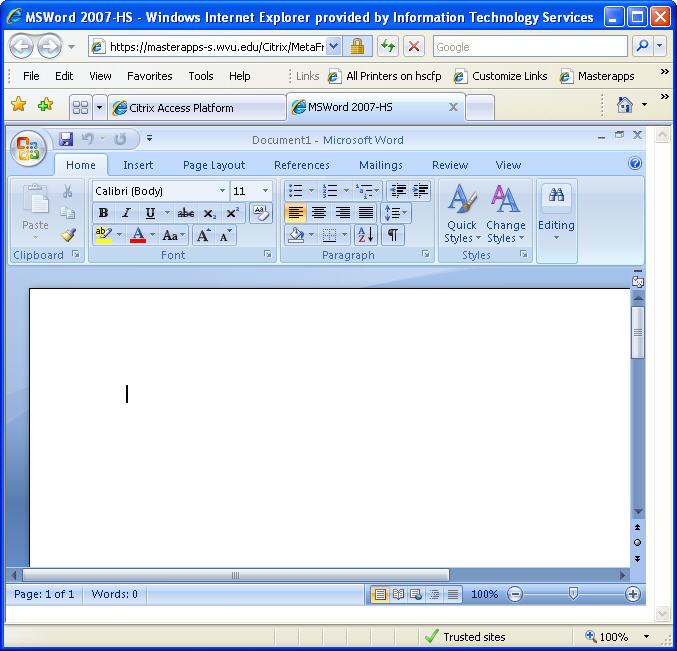 MSWord 2007-HS - Windows Internet Explorer provided by Information Technology Services
https://masterapps-s.wvu.edu/Citrix/MetaFr
Google
File Edit View Favorites Tools Help Links All Printers on hscfp Customize Links Masterapps
Citrix Access Platform MSWord 2007-HS
Document1 - Microsoft Word
Home Insert Page Layout References Mailings Review View
Calibri (Body) 11
Paste
B I U abc x₂ x² Aa
ab A Aa A A
Quick Styles Change Styles Editing
Clipboard Font Paragraph Styles
Page: 1 of 1 Words: 0 100%
Trusted sites 100%